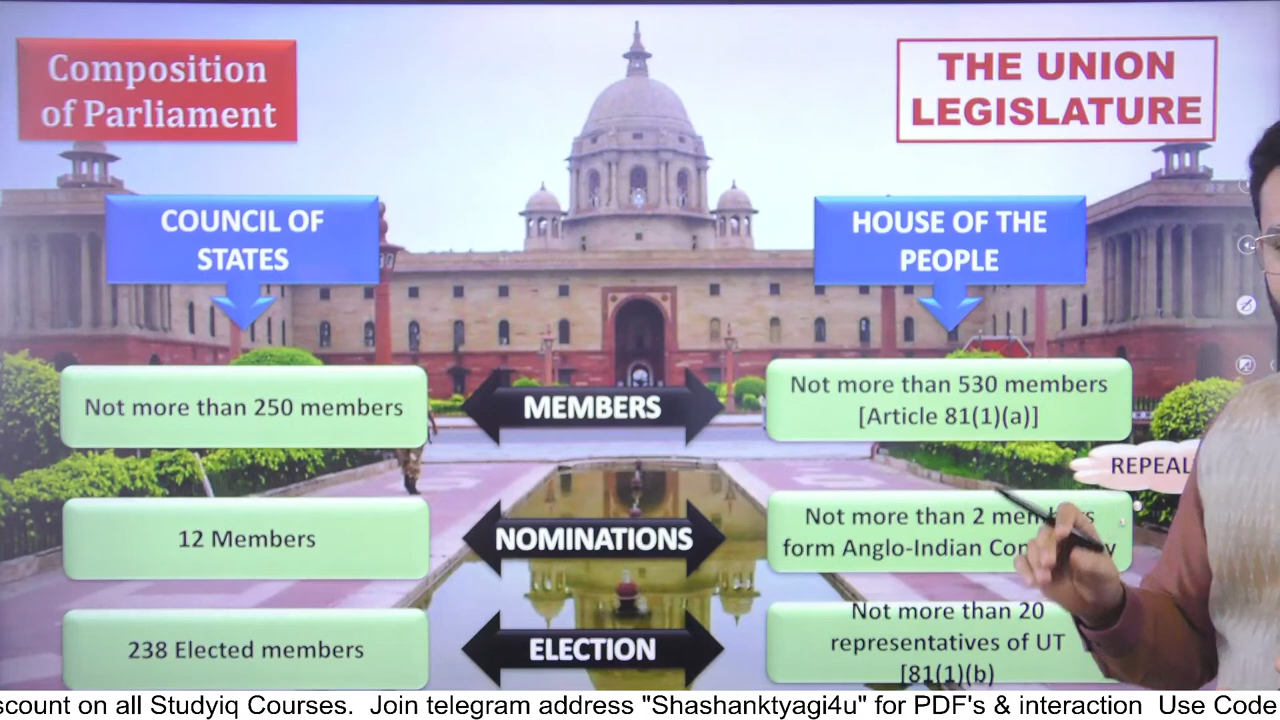 Composition
of Parliament
THE UNION
LEGISLATURE
COUNCIL OF
STATES
HOUSE OF THE
PEOPLE
Not more than 250 members
MEMBERS
Not more than 530 members
[Article 81(1)(a)]
REPEAL
12 Members
NOMINATIONS
Not more than 2
form Anglo-Indian
238 Elected members
ELECTION
Not more than 20
representatives of UT
[81(1)(b)
scount on all Studyiq Courses. Join telegram address "Shashanktyagi4u" for PDF's & interaction Use Code